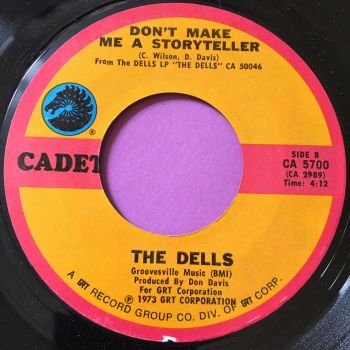 DON'T MAKE
ME A STORYTELLER
(C. Wilson, D. Davis)
From The DELLS LP "THE DELLS" CA 50046
®
CADET
SIDE B
CA 5700
(CA 2989)
Time: 4:12
THE DELLS
Groovesville Music (BMI)
Produced By Don Davis
For GRT Corporation
℗ 1973 GRT CORPORATION
A GRT RECORD GROUP CO. DIV. OF GRT CORP.